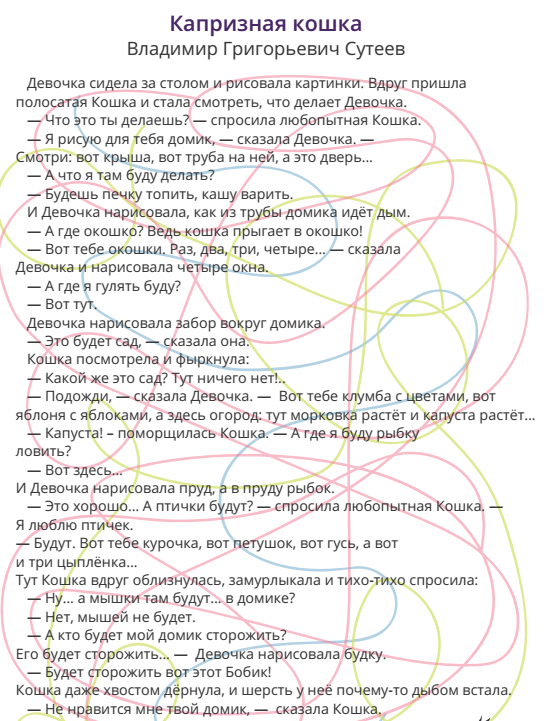 Капризная кошка
Владимир Григорьевич Сутеев
Девочка сидела за столом и рисовала картинки. Вдруг пришла
полосатая Кошка и стала смотреть, что делает Девочка.
— Что это ты делаешь? — спросила любопытная Кошка.
— Я рисую для тебя домик, — сказала Девочка. —
Смотри: вот крыша, вот труба на ней, а это дверь...
— А что я там буду делать?
— Будешь печку топить, кашу варить.
И Девочка нарисовала, как из трубы домика идёт дым.
— А где окошко? Ведь кошка прыгает в окошко!
— Вот тебе окошки. Раз, два, три, четыре... — сказала
Девочка и нарисовала четыре окна.
— А где я гулять буду?
— Вот тут.
Девочка нарисовала забор вокруг домика.
— Это будет сад, — сказала она.
Кошка посмотрела и фыркнула:
— Какой же это сад? Тут ничего нет!..
— Подожди, — сказала Девочка. — Вот тебе клумба с цветами, вот
яблоня с яблоками, а здесь огород: тут морковка растёт и капуста растёт...
— Капуста! – поморщилась Кошка. — А где я буду рыбку
ловить?
— Вот здесь...
И Девочка нарисовала пруд, а в пруду рыбок.
— Это хорошо... А птички будут? — спросила любопытная Кошка. —
Я люблю птичек.
— Будут. Вот тебе курочка, вот петушок, вот гусь, а вот
и три цыплёнка...
Тут Кошка вдруг облизнулась, замурлыкала и тихо-тихо спросила:
— Ну... а мышки там будут... в домике?
— Нет, мышей не будет.
— А кто будет мой домик сторожить?
Его будет сторожить... — Девочка нарисовала будку.
— Будет сторожить вот этот Бобик!
Кошка даже хвостом дёрнула, и шерсть у неё почему-то дыбом встала.
— Не нравится мне твой домик, — сказала Кошка.